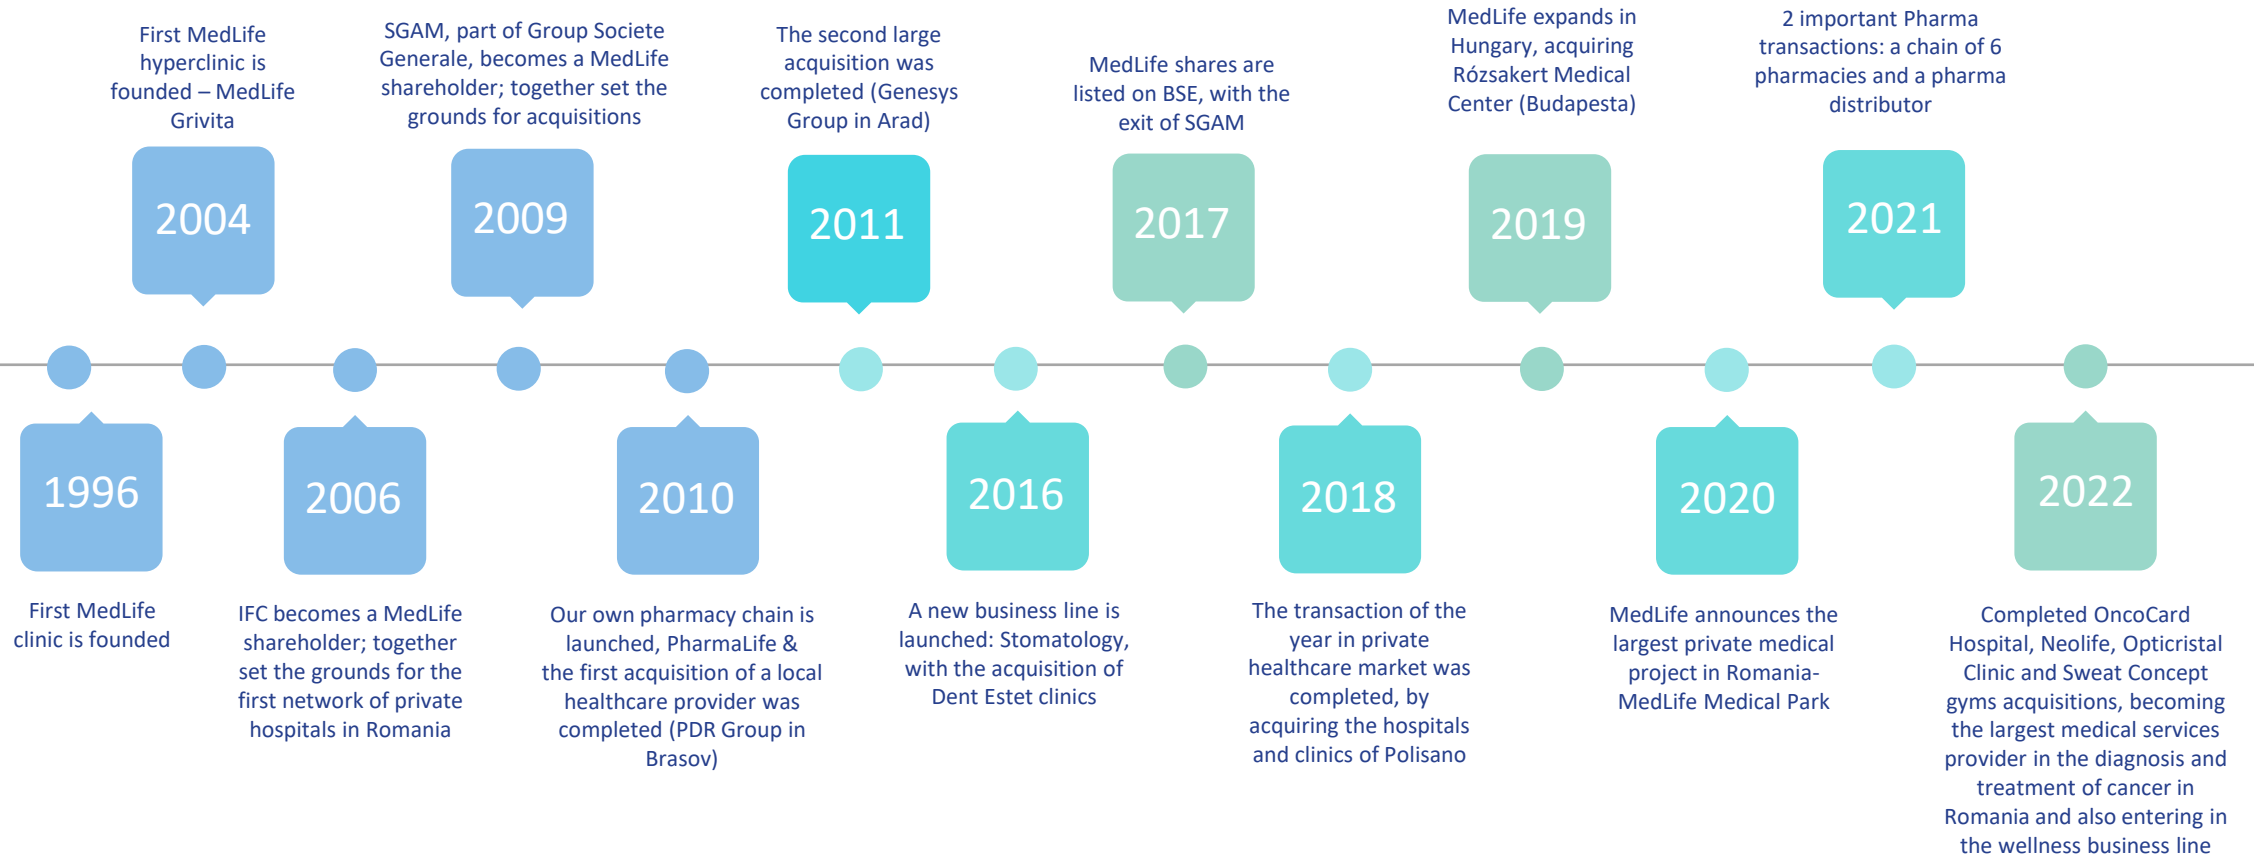 First MedLife
hyperclinic is
founded – MedLife
Grivita
2004
SGAM, part of Group Societe
Generale, becomes a MedLife
shareholder; together set the
grounds for acquisitions
2009
The second large
acquisition was
completed (Genesys
Group in Arad)
2011
MedLife shares are
listed on BSE, with the
exit of SGAM
2017
MedLife expands in
Hungary, acquiring
Rózsakert Medical
Center (Budapesta)
2019
2 important Pharma
transactions: a chain of 6
pharmacies and a pharma
distributor
2021
1996
First MedLife
clinic is founded
2006
IFC becomes a MedLife
shareholder; together
set the grounds for the
first network of private
hospitals in Romania
2010
Our own pharmacy chain is
launched, PharmaLife &
the first acquisition of a local
healthcare provider was
completed (PDR Group in
Brasov)
2016
A new business line is
launched: Stomatology,
with the acquisition of
Dent Estet clinics
2018
The transaction of the
year in private
healthcare market was
completed, by
acquiring the hospitals
and clinics of Polisano
2020
MedLife announces the
largest private medical
project in Romania-
MedLife Medical Park
2022
Completed OncoCard
Hospital, Neolife, Opticristal
Clinic and Sweat Concept
gyms acquisitions, becoming
the largest medical services
provider in the diagnosis and
treatment of cancer in
Romania and also entering in
the wellness business line